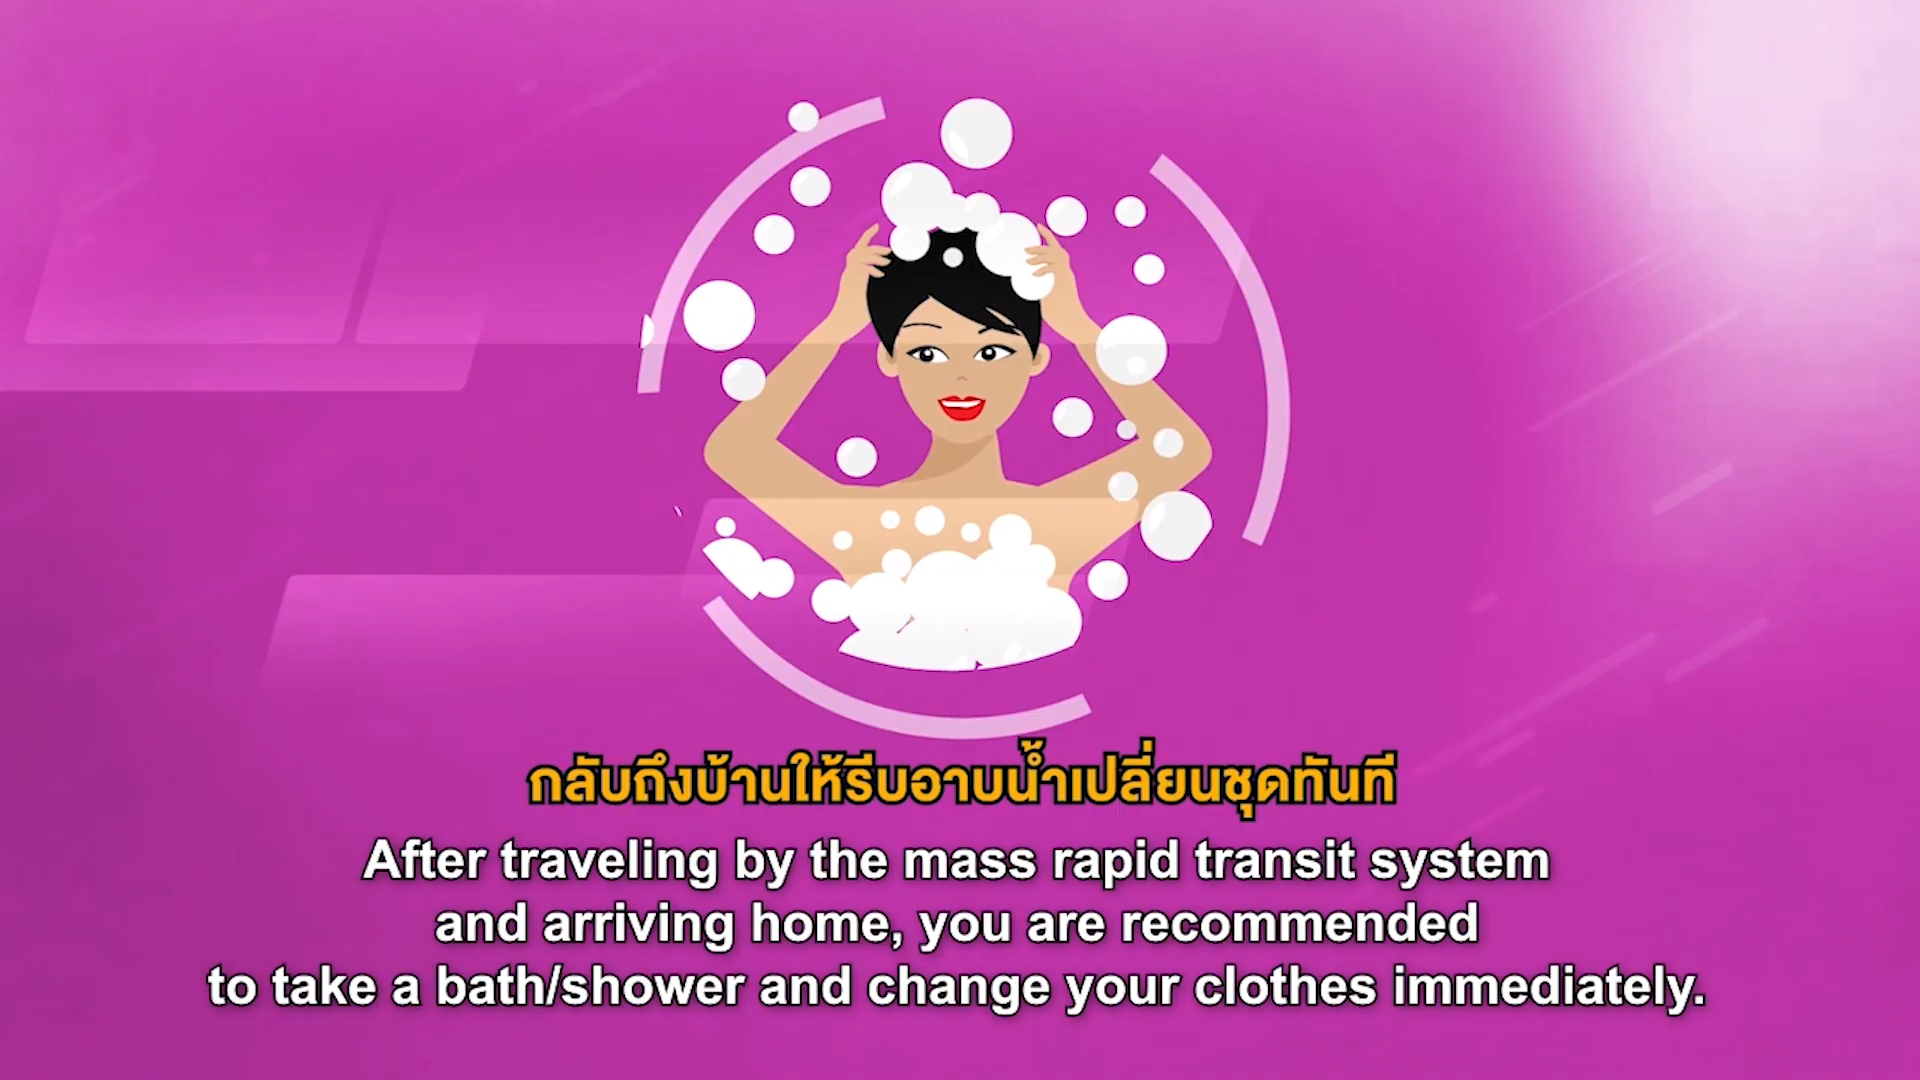 กลับถึงบ้านให้รีบอาบน้ำเปลี่ยนชุดทันที
After traveling by the mass rapid transit system
and arriving home, you are recommended
to take a bath/shower and change your clothes immediately.